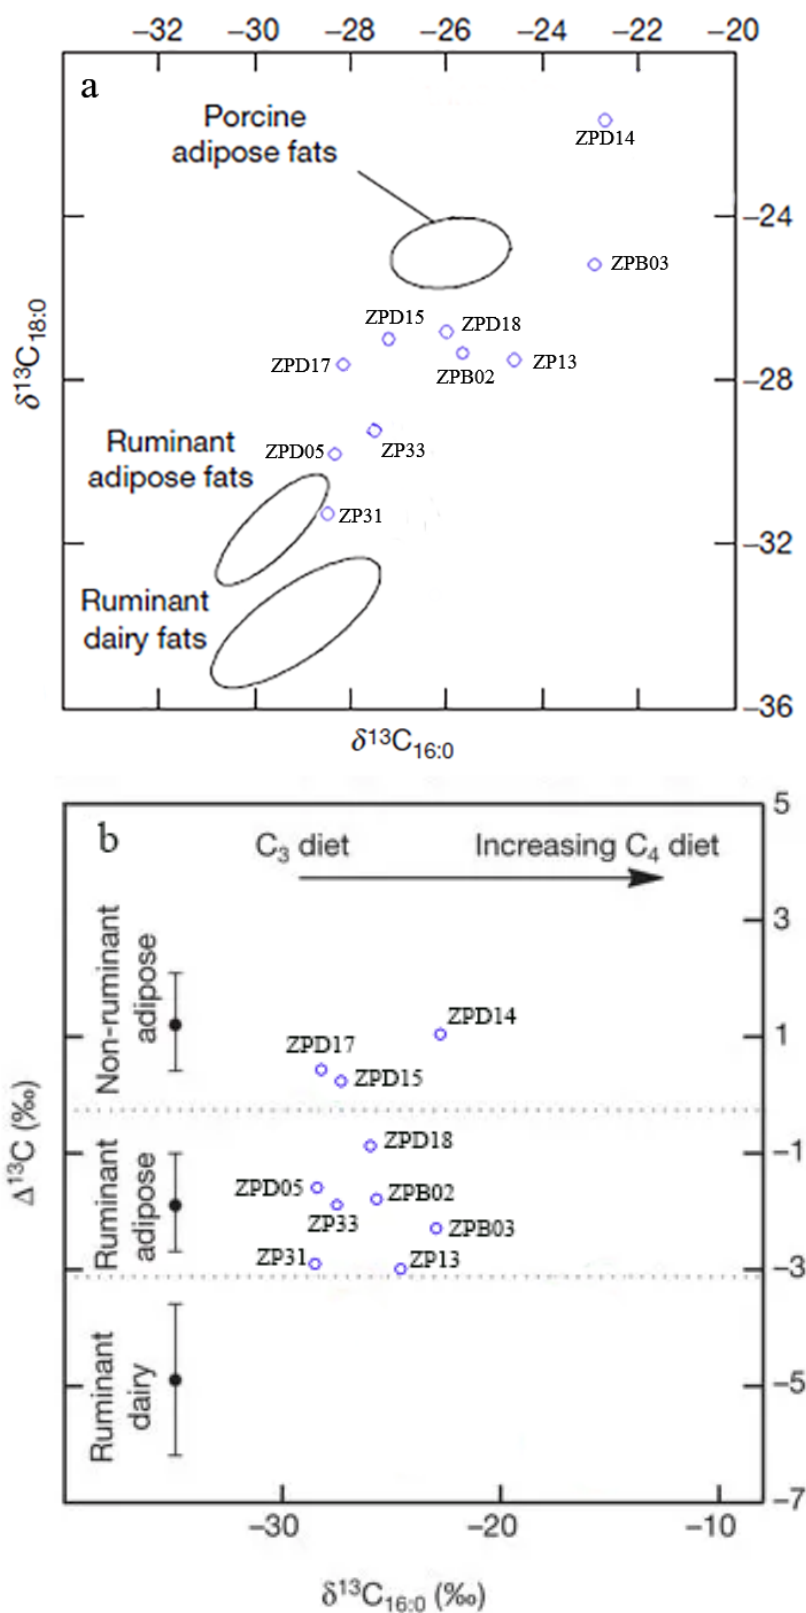 −32 −30 −28 −26 −24 −22 −20
a
Porcine
adipose fats
ZPD14
−24
ZPB03
ZPD15
ZPD18
ZPD17
ZPB02
ZP13
−28
δ13C18:0
Ruminant
adipose fats
ZPD05
ZP33
ZP31
−32
Ruminant
dairy fats
−36
δ13C16:0
5
b
C3 diet
Increasing C4 diet
3
Non-ruminant
adipose
ZPD14
1
ZPD17
ZPD15
ZPD18
−1
Δ13C (‰)
Ruminant
adipose
ZPD05
ZPB02
ZP33
ZPB03
ZP31
ZP13
−3
Ruminant
dairy
−5
−7
−30 −20 −10
δ13C16:0 (‰)